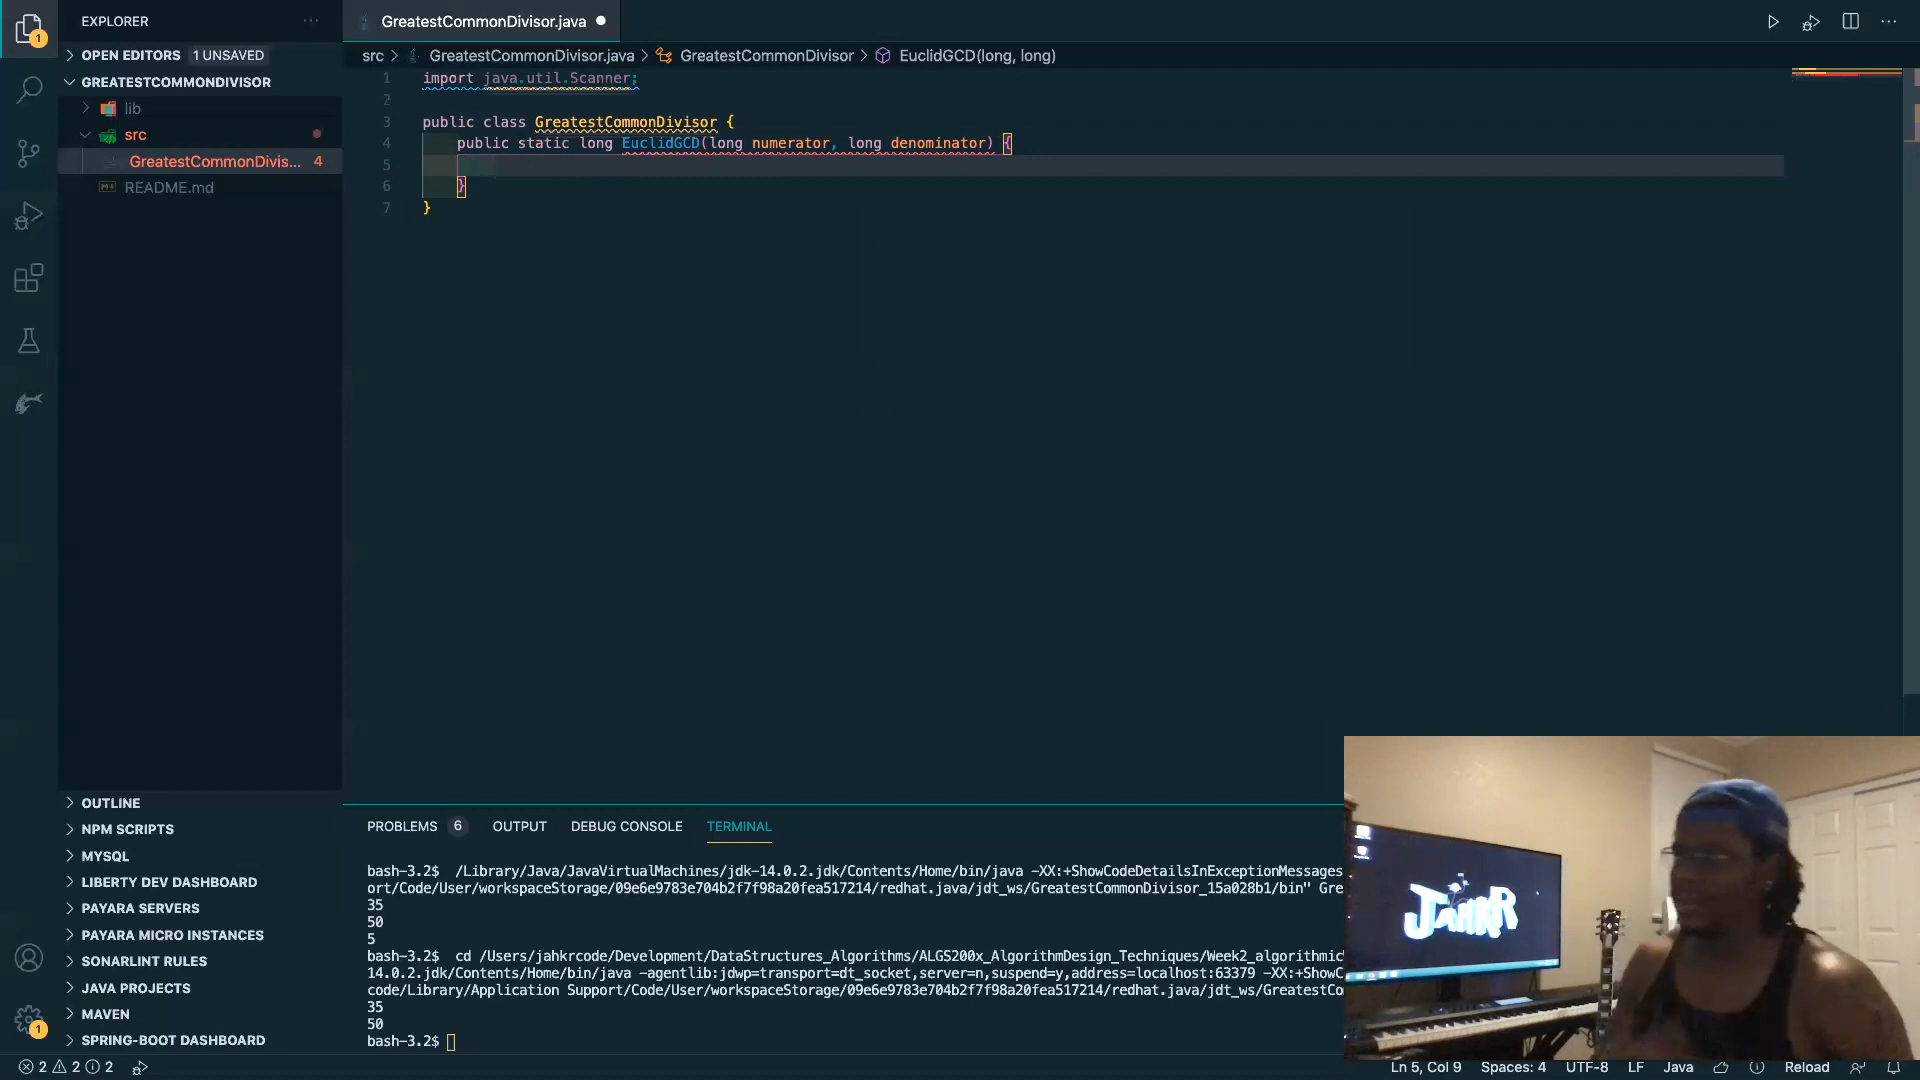 EXPLORER
OPEN EDITORS 1 UNSAVED
GREATESTCOMMONDIVISOR
lib
src
GreatestCommonDivis... 4
README.md
OUTLINE
NPM SCRIPTS
MYSQL
LIBERTY DEV DASHBOARD
PAYARA SERVERS
PAYARA MICRO INSTANCES
SONARLINT RULES
JAVA PROJECTS
MAVEN
SPRING-BOOT DASHBOARD
1
1
GreatestCommonDivisor.java
src > GreatestCommonDivisor.java > GreatestCommonDivisor > EuclidGCD(long, long)
1 import java.util.Scanner;
2
3 public class GreatestCommonDivisor {
4 public static long EuclidGCD(long numerator, long denominator) {
5
6 }
7 }
PROBLEMS 6 OUTPUT DEBUG CONSOLE TERMINAL
bash-3.2$ /Library/Java/JavaVirtualMachines/jdk-14.0.2.jdk/Contents/Home/bin/java -XX:+ShowCodeDetailsInExceptionMessages
ort/Code/User/workspaceStorage/09e6e9783e704b2f7f98a20fea517214/redhat.java/jdt_ws/GreatestCommonDivisor_15a028b1/bin" Gre
35
50
5
bash-3.2$ cd /Users/jahkrcode/Development/DataStructures_Algorithms/ALGS200x_AlgorithmDesign_Techniques/Week2_algorithmic
14.0.2.jdk/Contents/Home/bin/java -agentlib:jdwp=transport=dt_socket,server=n,suspend=y,address=localhost:63379 -XX:+ShowC
code/Library/Application Support/Code/User/workspaceStorage/09e6e9783e704b2f7f98a20fea517214/redhat.java/jdt_ws/GreatestCo
35
50
bash-3.2$
JAHKR
2 2 2
Ln 5, Col 9 Spaces: 4 UTF-8 LF Java Reload